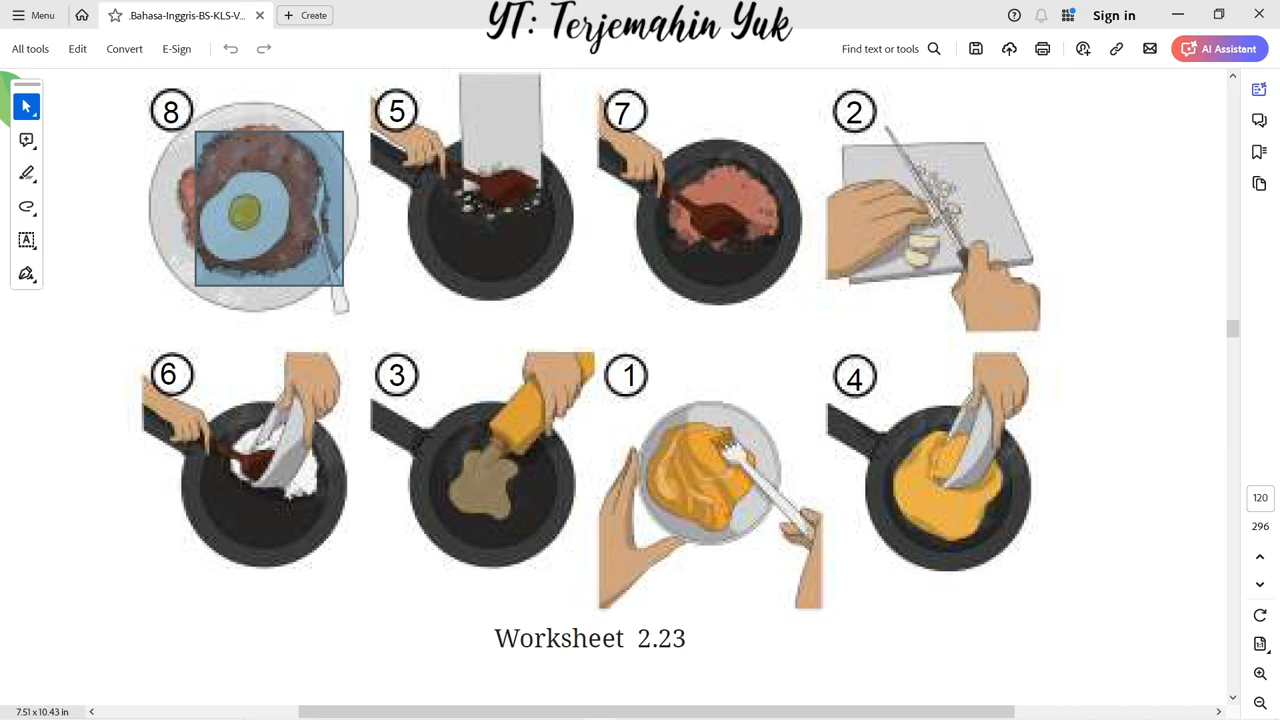 YT: Terjemahin Yuk
Menu
.Bahasa-Inggris-BS-KLS-V...
Create
Sign in
All tools
Edit
Convert
E-Sign
Find text or tools
AI Assistant
8
5
7
2
6
3
1
4
Worksheet 2.23
120
296
7.51 x 10.43 in